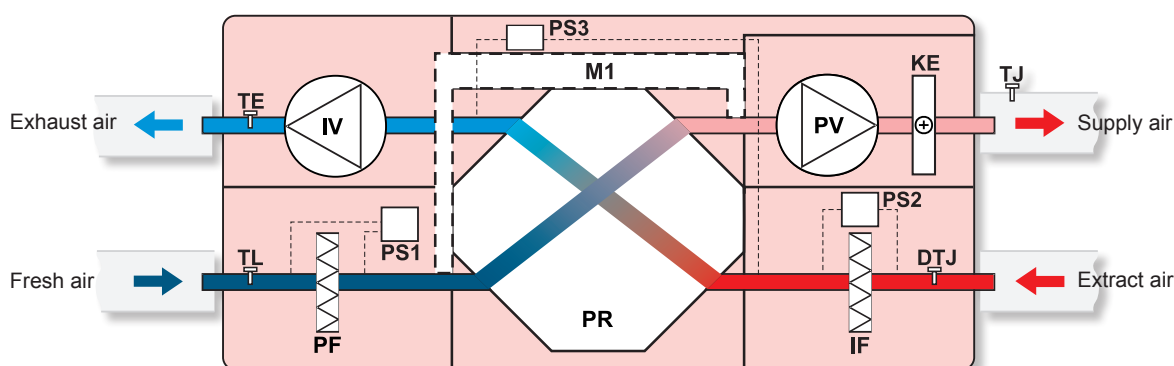 PS3
M1
KE
TJ
TE
Exhaust air
IV
PV
+
Supply air
PS2
PS1
TL
DTJ
Fresh air
Extract air
PR
PF
IF